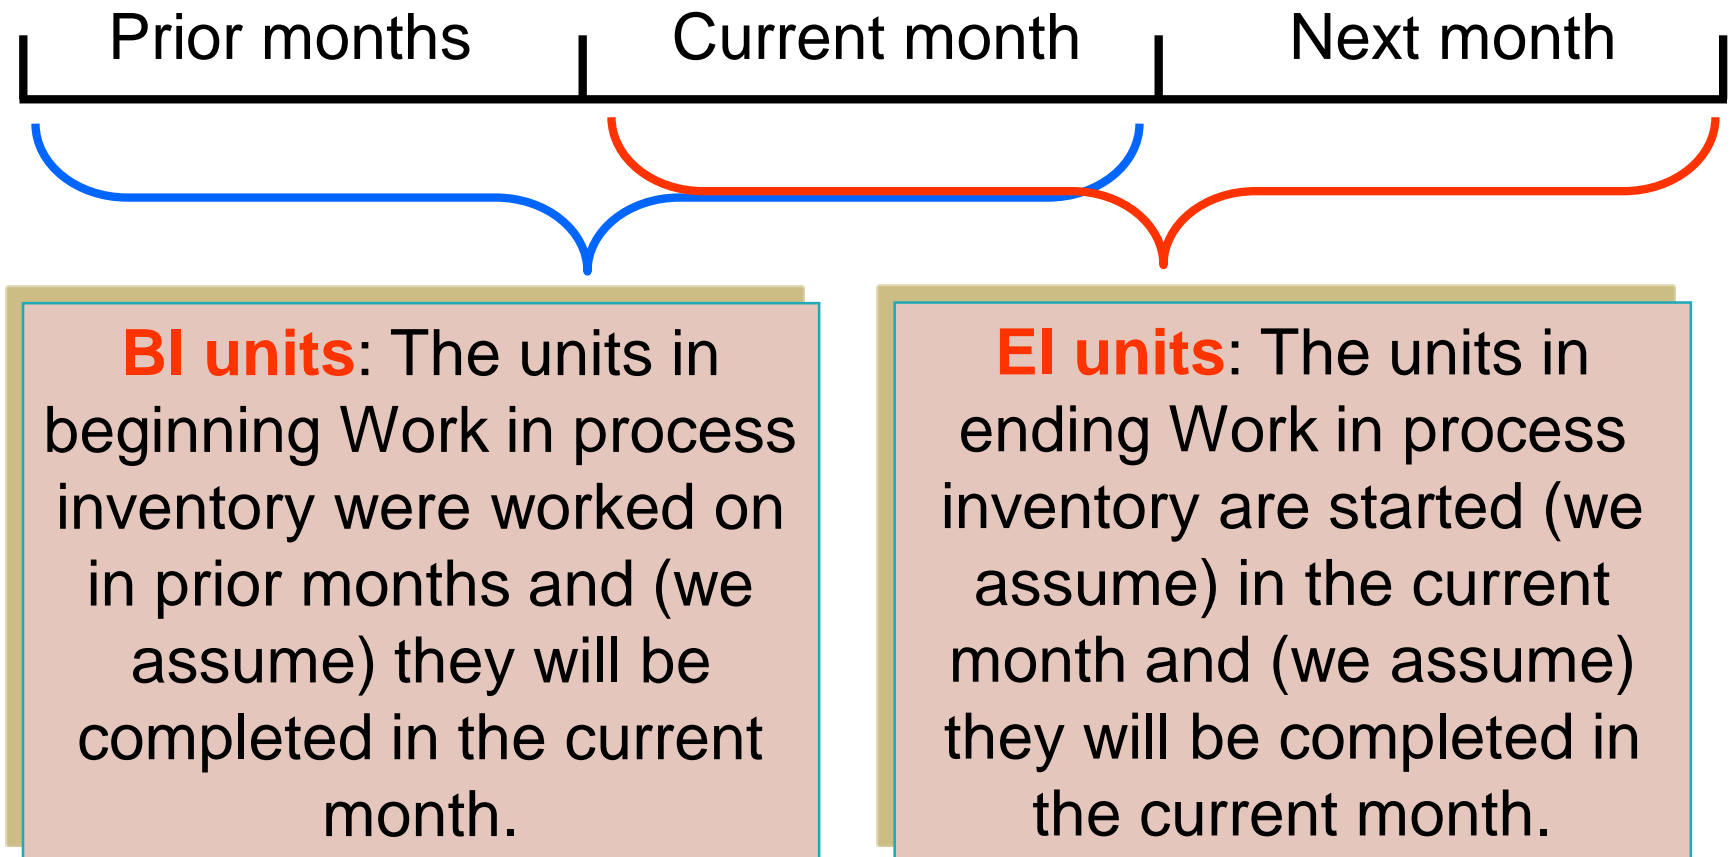 Prior months Current month Next month
BI units: The units in
beginning Work in process
inventory were worked on
in prior months and (we
assume) they will be
completed in the current
month.
EI units: The units in
ending Work in process
inventory are started (we
assume) in the current
month and (we assume)
they will be completed in
the current month.